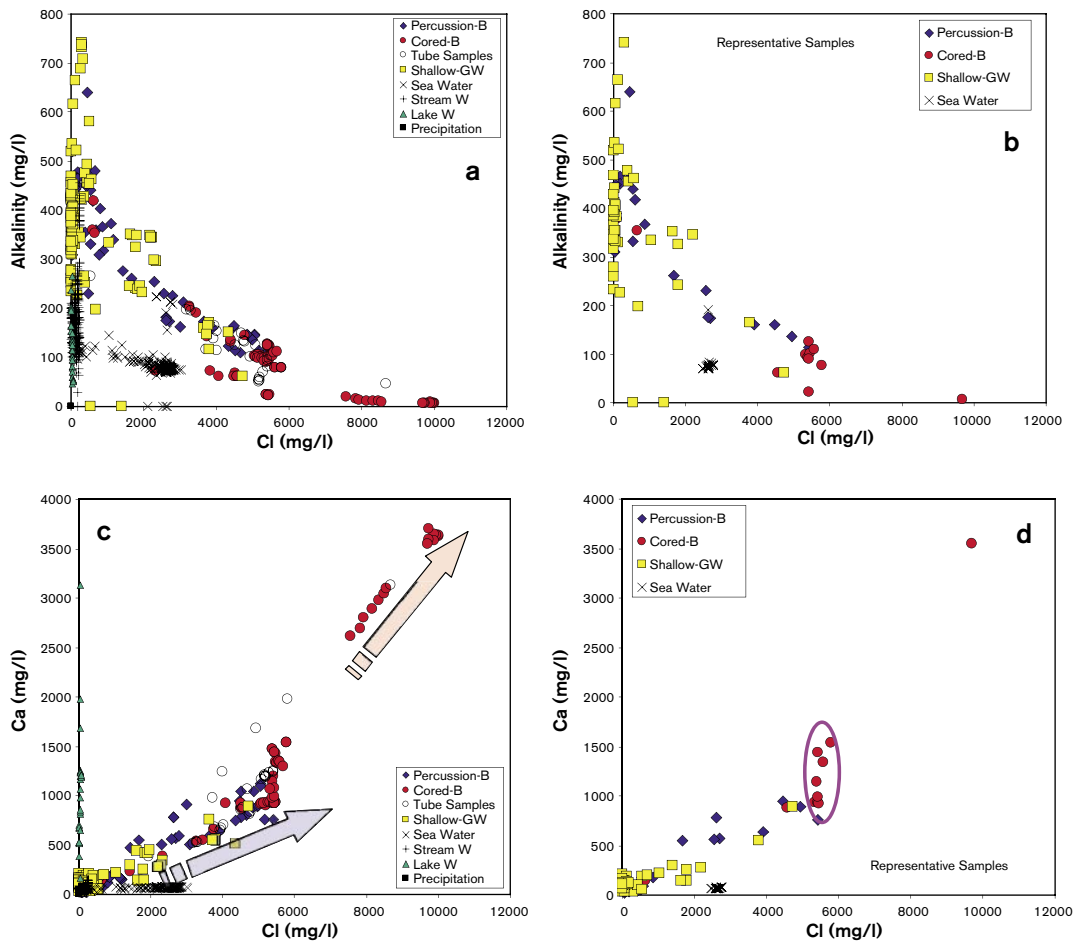 800
700
600
500
400
300
200
100
0
0
2000
4000
6000
8000
10000
12000
Alkalinity (mg/l)
Cl (mg/l)
Percussion-B
Cored-B
Tube Samples
Shallow-GW
Sea Water
Stream W
Lake W
Precipitation
a
800
700
600
500
400
300
200
100
0
0
2000
4000
6000
8000
10000
12000
Alkalinity (mg/l)
Cl (mg/l)
Representative Samples
Percussion-B
Cored-B
Shallow-GW
Sea Water
b
4000
3500
3000
2500
2000
1500
1000
500
0
0
2000
4000
6000
8000
10000
12000
Ca (mg/l)
Cl (mg/l)
c
Percussion-B
Cored-B
Tube Samples
Shallow-GW
Sea Water
Stream W
Lake W
Precipitation
4000
3500
3000
2500
2000
1500
1000
500
0
0
2000
4000
6000
8000
10000
12000
Ca (mg/l)
Cl (mg/l)
Percussion-B
Cored-B
Shallow-GW
Sea Water
d
Representative Samples